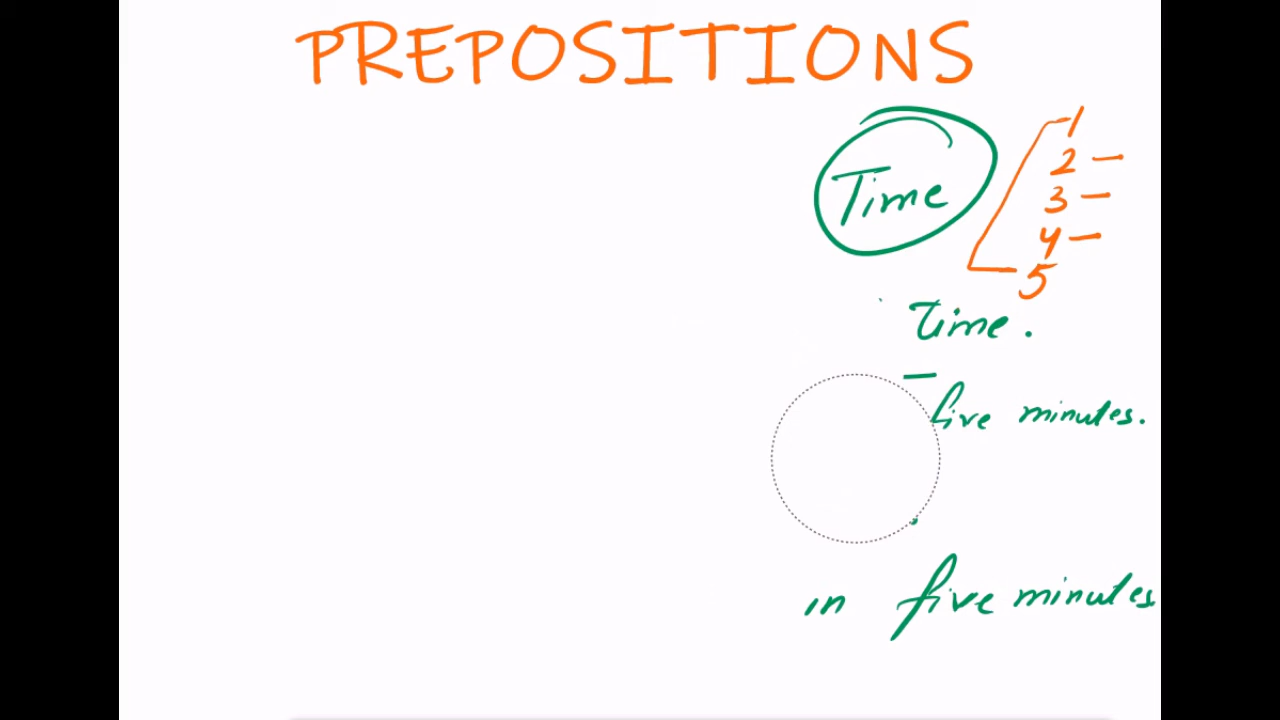 PREPOSITIONS
Time
1
2 -
3 -
4 -
5
Time.
five minutes.
in five minutes